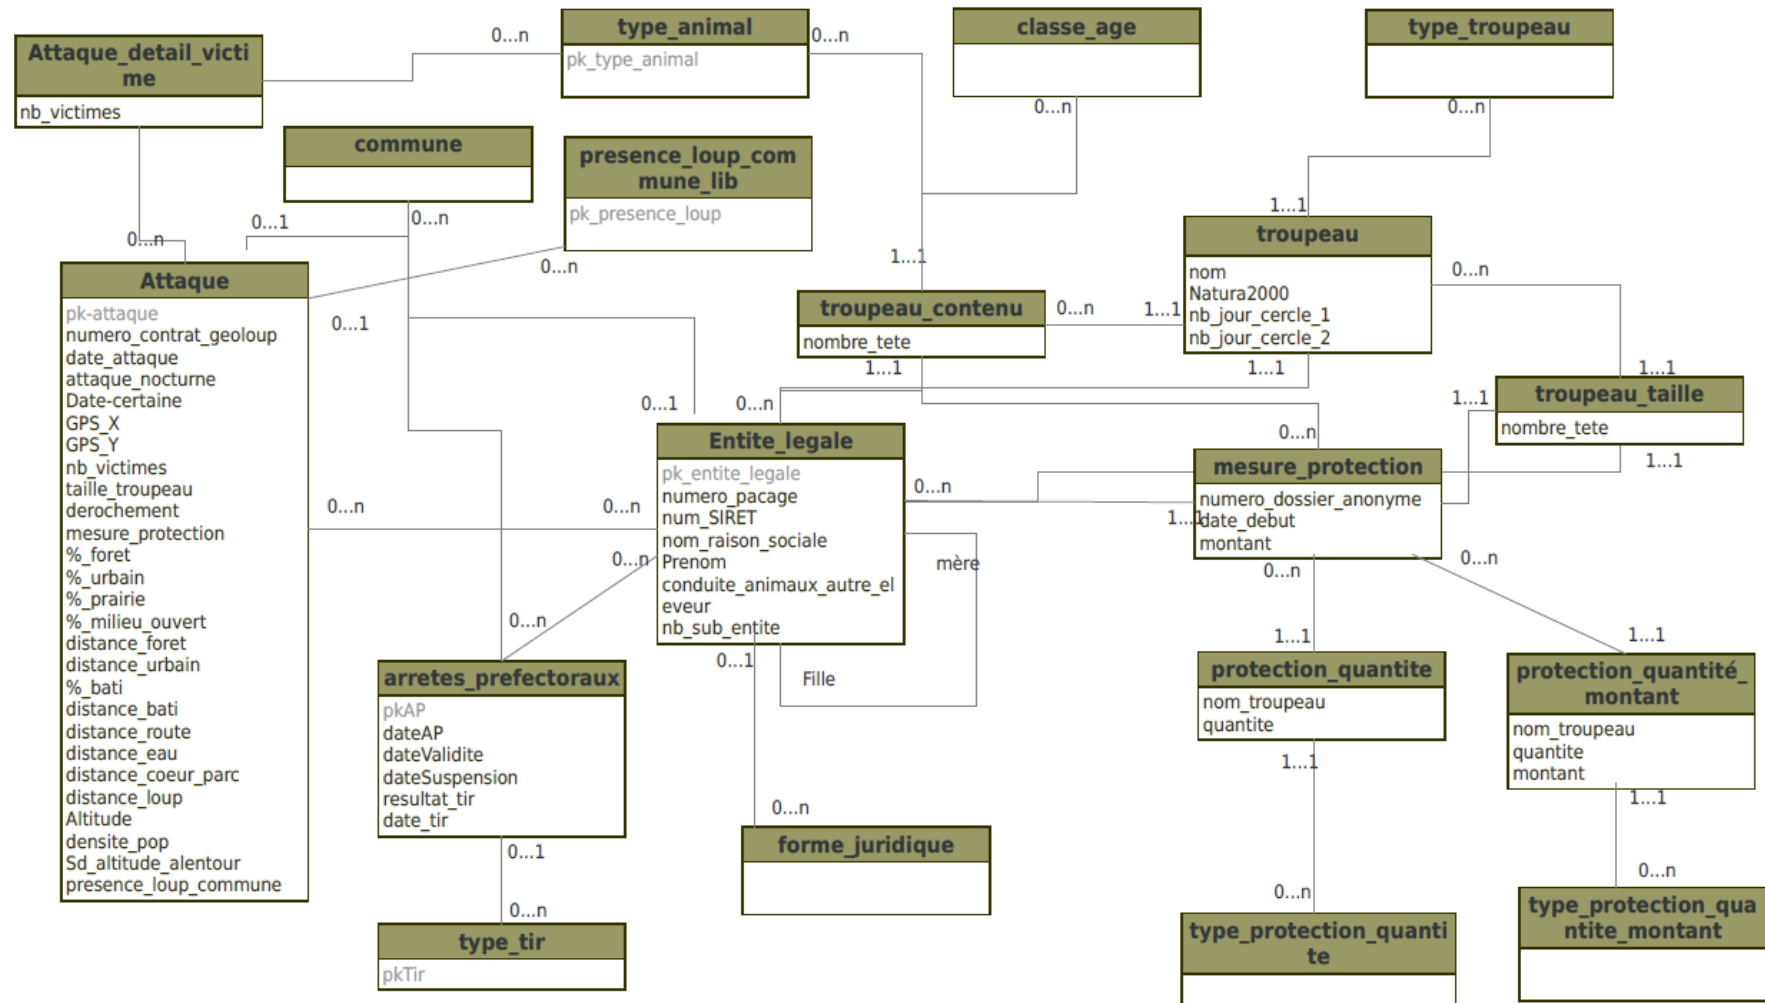 type_animal
pk_type_animal
classe_age
type_troupeau
Attaque_detail_victi
me
nb_victimes
0...n
0...n
0...n
0...n
commune
presence_loup_com
mune_lib
pk_presence_loup
0...1
0...n
0...n
0...n
1...1
1...1
troupeau
nom
Natura2000
nb_jour_cercle_1
nb_jour_cercle_2
0...n
Attaque
pk-attaque
numero_contrat_geoloup
date_attaque
attaque_nocturne
Date-certaine
GPS_X
GPS_Y
nb_victimes
taille_troupeau
derochement
mesure_protection
%_foret
%_urbain
%_prairie
%_milieu_ouvert
distance_foret
distance_urbain
%_bati
distance_bati
distance_route
distance_eau
distance_coeur_parc
distance_loup
Altitude
densite_pop
Sd_altitude_alentour
presence_loup_commune
0...1
troupeau_contenu
nombre_tete
0...n
1...1
1...1
1...1
1...1
troupeau_taille
nombre_tete
1...1
1...1
0...1
0...n
0...n
Entite_legale
pk_entite_legale
numero_pacage
num_SIRET
nom_raison_sociale
Prenom
conduite_animaux_autre_el
eveur
nb_sub_entite
0...n
0...n
0...n
0...n
0...n
mère
Fille
0...1
mesure_protection
numero_dossier_anonyme
date_debut
montant
1...1
0...n
0...n
1...1
1...1
arretes_prefectoraux
pkAP
dateAP
dateValidite
dateSuspension
resultat_tir
date_tir
protection_quantite
nom_troupeau
quantite
protection_quantité_
montant
nom_troupeau
quantite
montant
1...1
1...1
0...1
0...n
0...n
forme_juridique
0...n
0...n
type_tir
pkTir
type_protection_quanti
te
type_protection_qua
ntite_montant